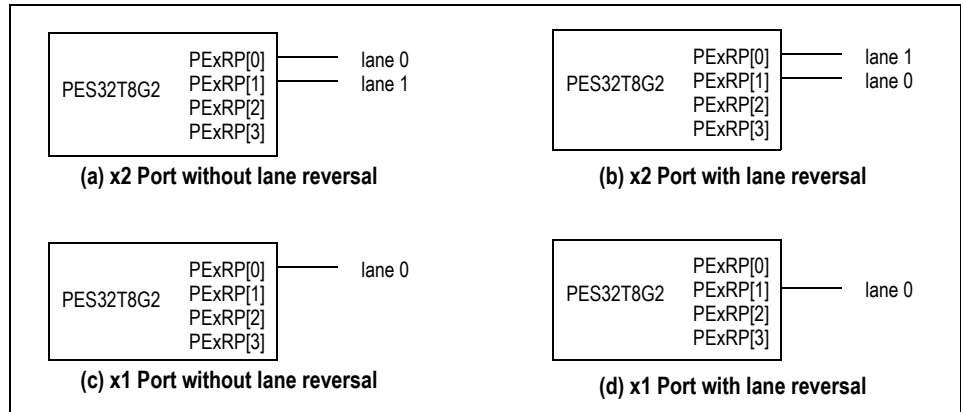 PES32T8G2
PExRP[0]
PExRP[1]
PExRP[2]
PExRP[3]
lane 0
lane 1
(a) x2 Port without lane reversal
PES32T8G2
PExRP[0]
PExRP[1]
PExRP[2]
PExRP[3]
lane 1
lane 0
(b) x2 Port with lane reversal
PES32T8G2
PExRP[0]
PExRP[1]
PExRP[2]
PExRP[3]
lane 0
(c) x1 Port without lane reversal
PES32T8G2
PExRP[0]
PExRP[1]
PExRP[2]
PExRP[3]
lane 0
(d) x1 Port with lane reversal